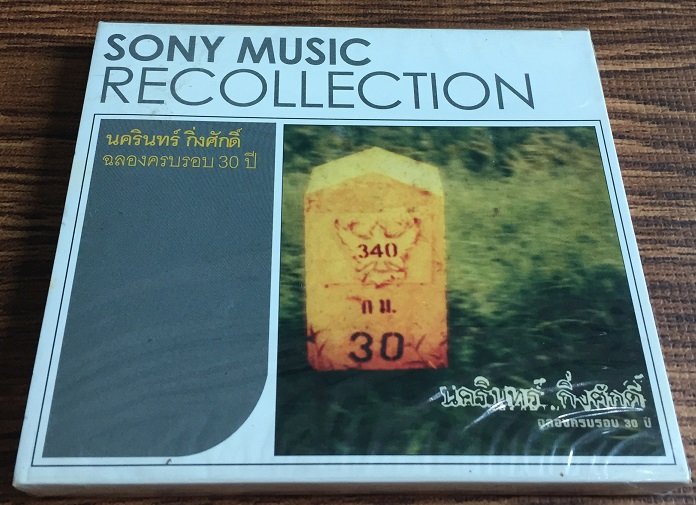 SONY MUSIC
RECOLLECTION
นครินทร์ กิ่งศักดิ์
ฉลองครบรอบ 30 ปี
340
ก ม.
30
นครินทร์ กิ่งศักดิ์
ฉลองครบรอบ 30 ปี